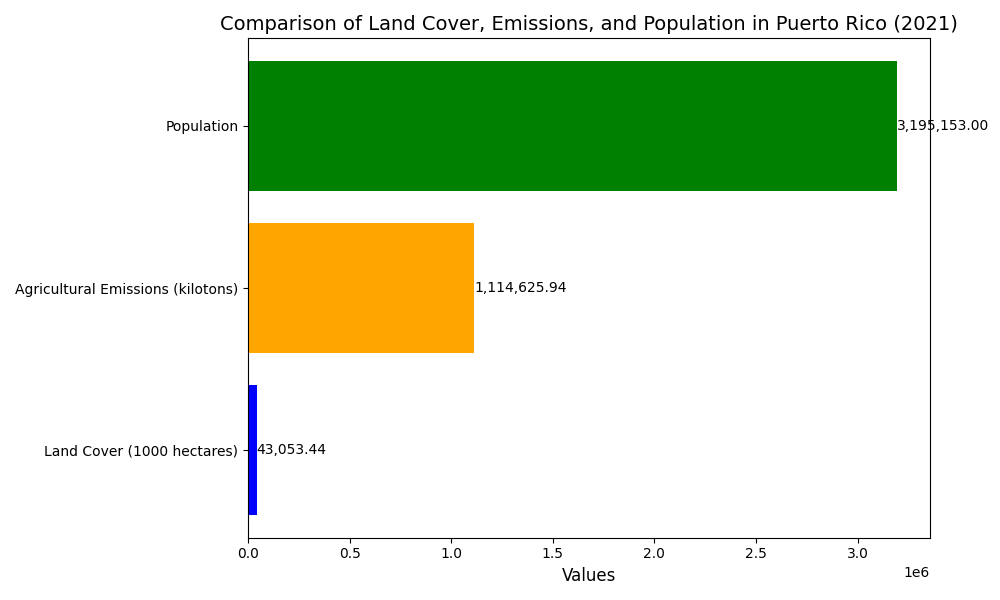 Comparison of Land Cover, Emissions, and Population in Puerto Rico (2021)
Population
3,195,153.00
Agricultural Emissions (kilotons)
1,114,625.94
Land Cover (1000 hectares)
43,053.44
0.0 0.5 1.0 1.5 2.0 2.5 3.0
1e6
Values